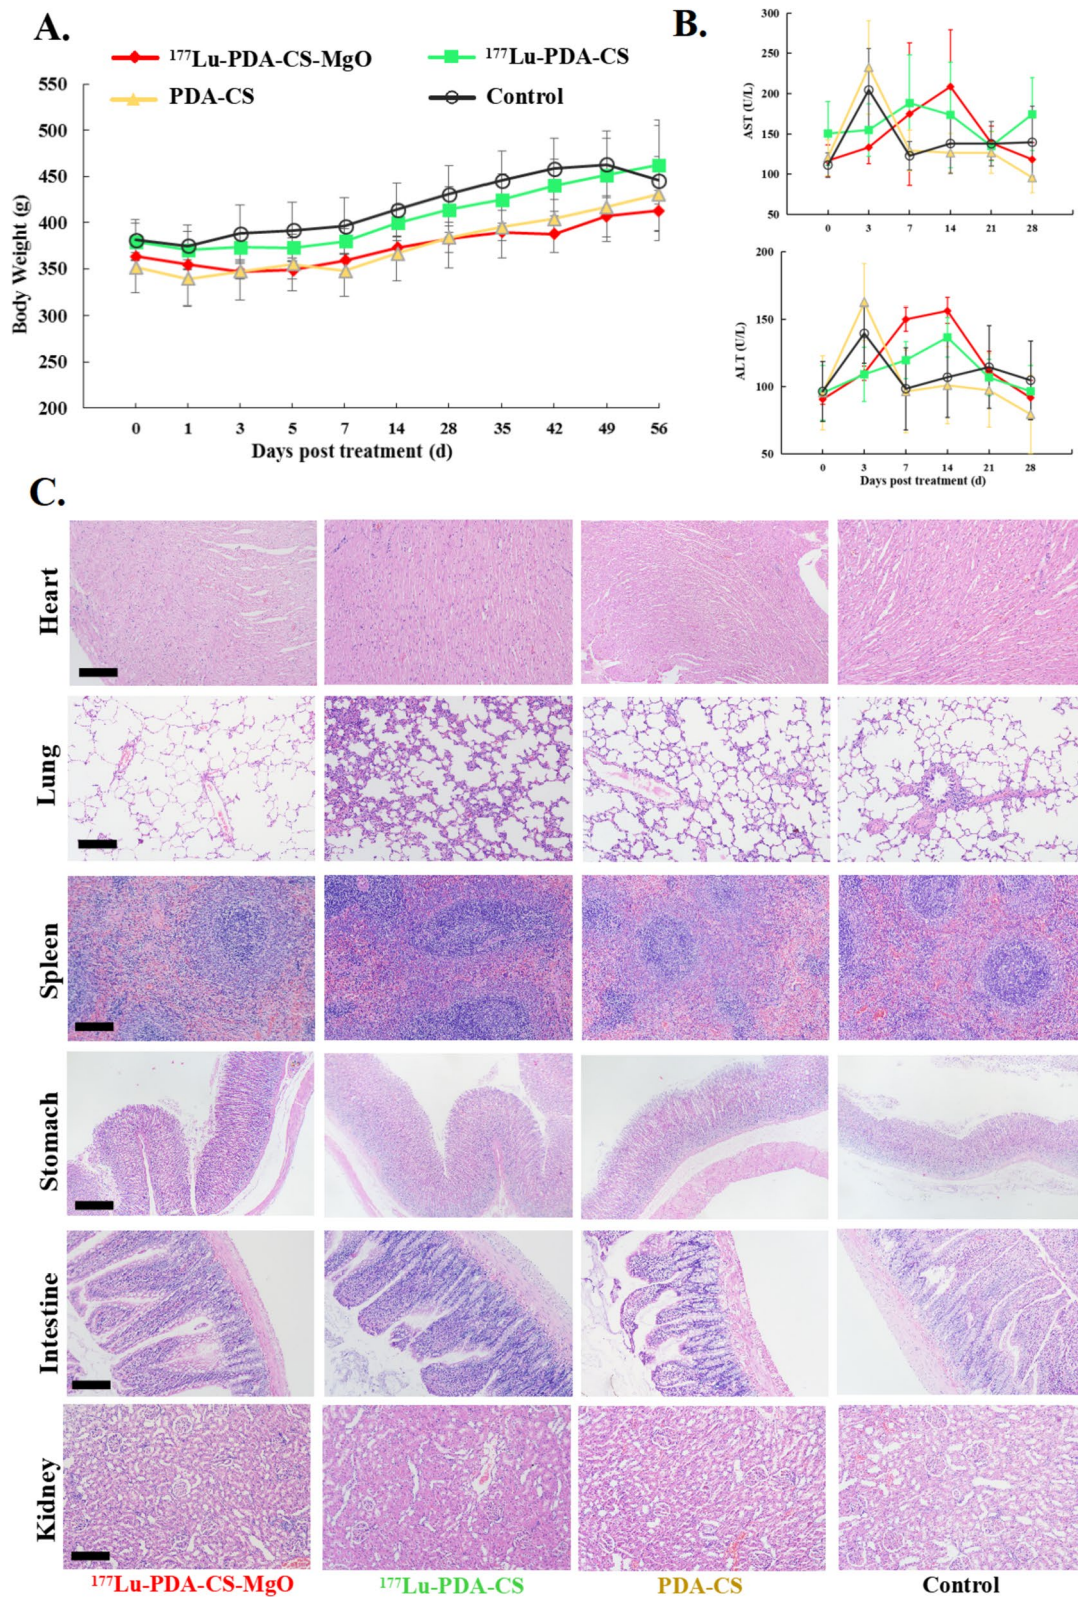 A.
¹⁷⁷Lu-PDA-CS-MgO
¹⁷⁷Lu-PDA-CS
PDA-CS
Control
Body Weight (g)
550
500
450
400
350
300
250
200
0 1 3 5 7 14 28 35 42 49 56
Days post treatment (d)
B.
AST (U/L)
300
250
200
150
100
50
0 3 7 14 21 28
ALT (U/L)
200
150
100
50
0 3 7 14 21 28
Days post treatment (d)
C.
Heart
Lung
Spleen
Stomach
Intestine
Kidney
¹⁷⁷Lu-PDA-CS-MgO
¹⁷⁷Lu-PDA-CS
PDA-CS
Control